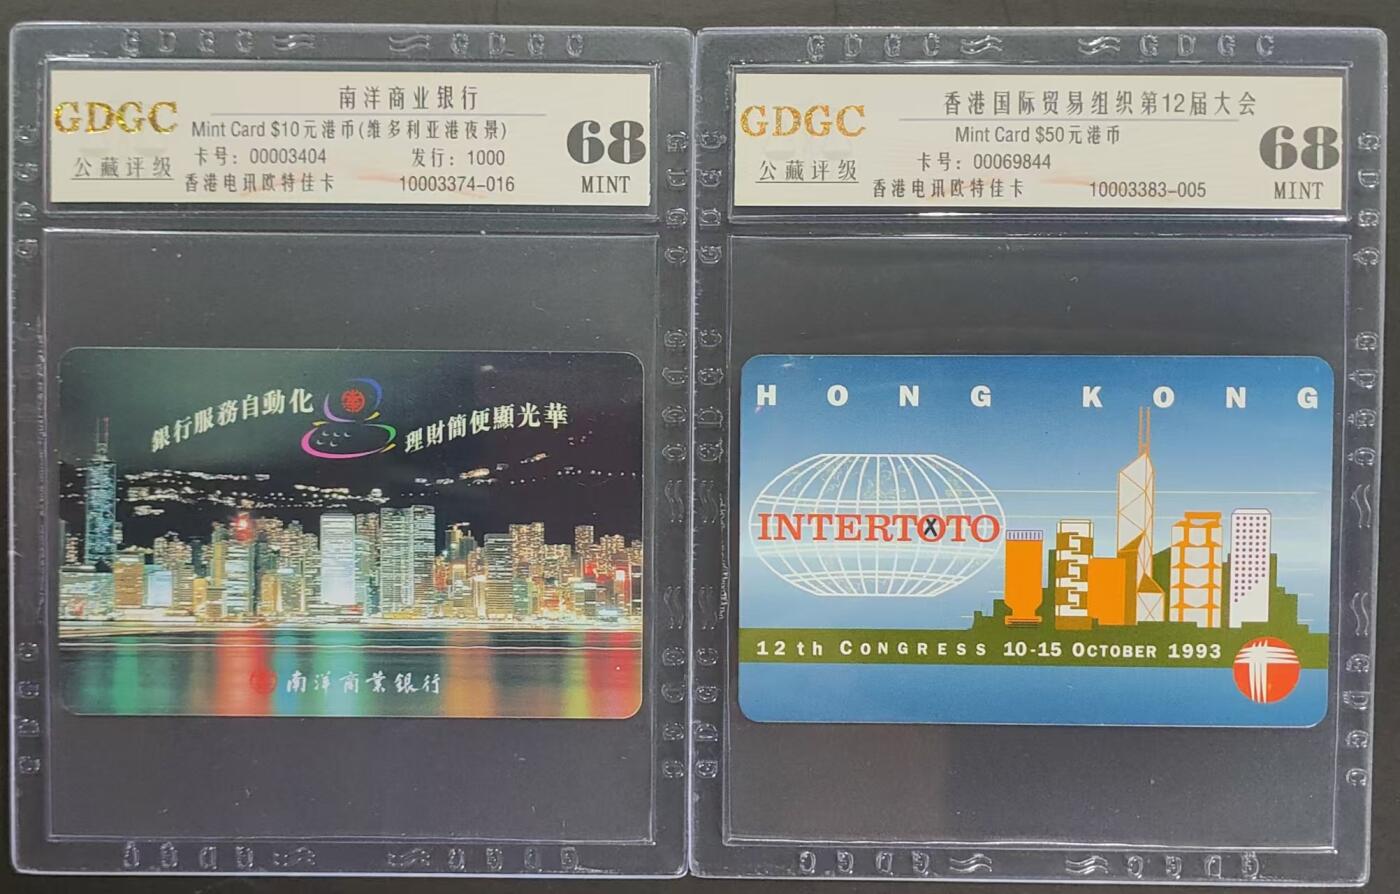 GDGC
公藏评级
南洋商业银行
Mint Card $10元港币(维多利亚港夜景)
卡号: 00003404 发行: 1000
香港电讯欧特佳卡 10003374-016
68
MINT
銀行服務自動化
理財簡便顯光華
南洋商業銀行
GDGC
公藏评级
香港国际贸易组织第12届大会
Mint Card $50元港币
卡号: 00069844
香港电讯欧特佳卡 10003383-005
68
MINT
HONG KONG
INTERTOTO
12th CONGRESS 10-15 OCTOBER 1993